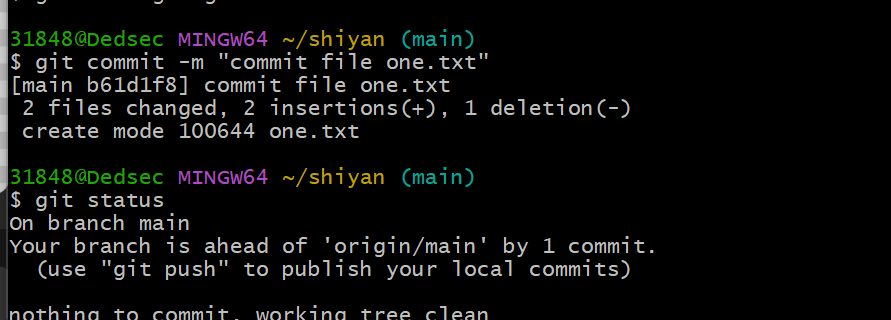 31848@Dedsec MINGW64 ~/shiyan (main)
$ git commit -m "commit file one.txt"
[main b61d1f8] commit file one.txt
 2 files changed, 2 insertions(+), 1 deletion(-)
 create mode 100644 one.txt
31848@Dedsec MINGW64 ~/shiyan (main)
$ git status
On branch main
Your branch is ahead of 'origin/main' by 1 commit.
  (use "git push" to publish your local commits)
nothing to commit, working tree clean